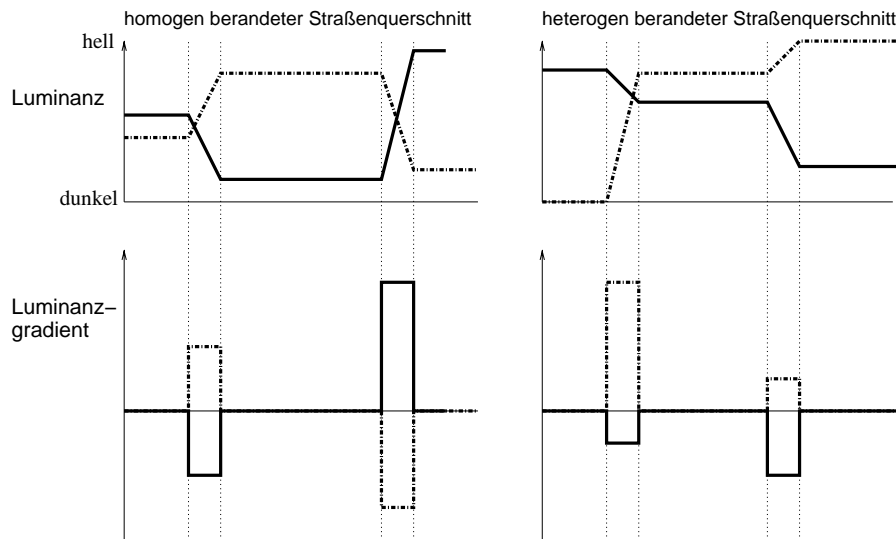 homogen berandeter Straßenquerschnitt
heterogen berandeter Straßenquerschnitt
hell
Luminanz
dunkel
Luminanz–
gradient